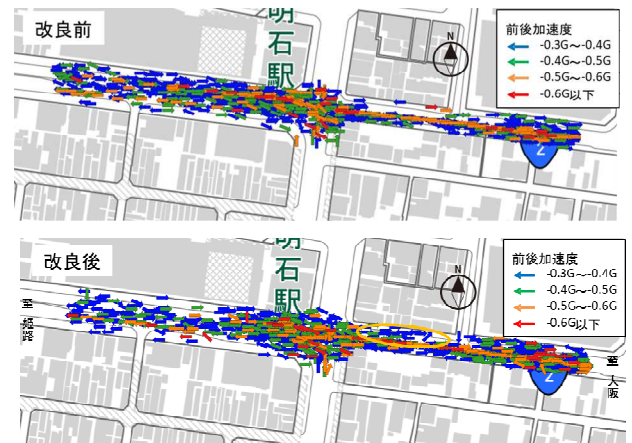 改良前
明石駅
N
前後加速度
-0.3G～-0.4G
-0.4G～-0.5G
-0.5G～-0.6G
-0.6G以下
2
改良後
明石駅
N
前後加速度
-0.3G～-0.4G
-0.4G～-0.5G
-0.5G～-0.6G
-0.6G以下
至 姫路
至 大阪
2